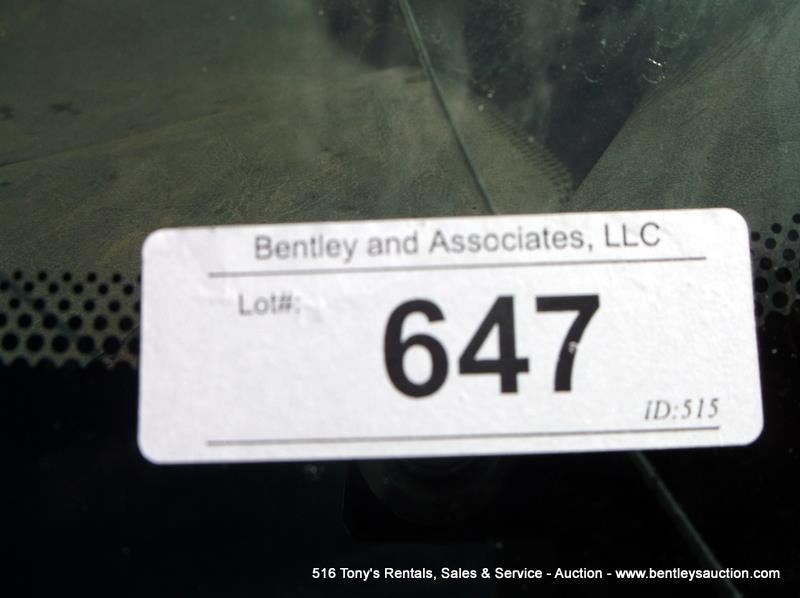 Bentley and Associates, LLC
Lot#:
647
ID:515
516 Tony's Rentals, Sales & Service - Auction - www.bentleysauction.com